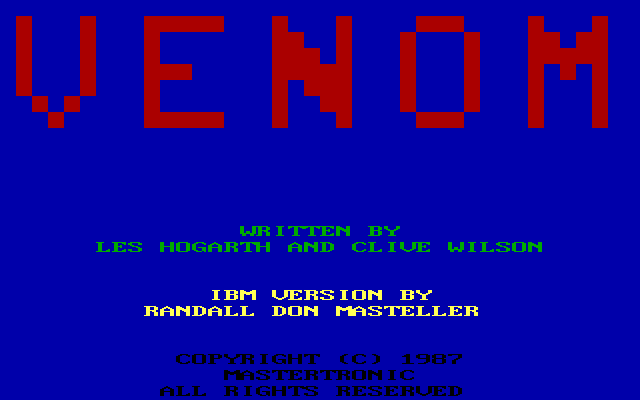 VENOM
WRITTEN BY
LES HOGARTH AND CLIVE WILSON
IBM VERSION BY
RANDALL DON MASTELLER
COPYRIGHT (C) 1987
MASTERTRONIC
ALL RIGHTS RESERVED